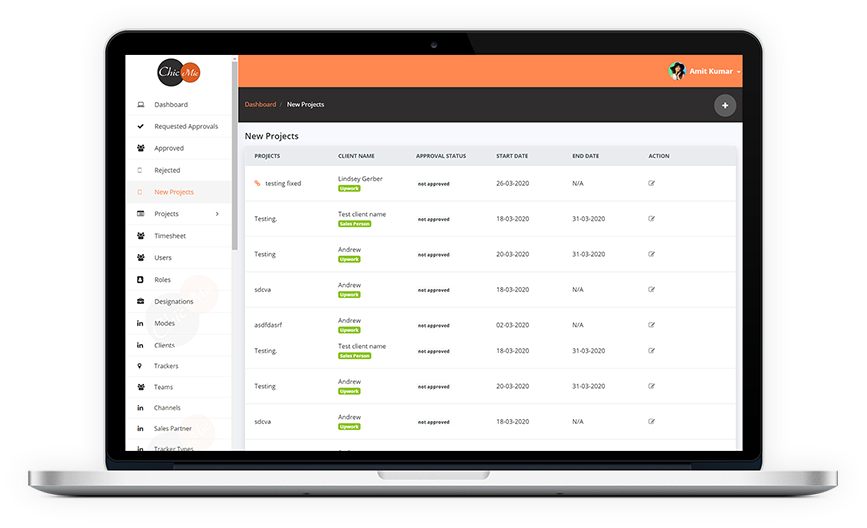 Chic Mic
Amit Kumar
Dashboard / New Projects
+
Dashboard
Requested Approvals
Approved
Rejected
New Projects
Projects
Timesheet
Users
Roles
Designations
Modes
Clients
Trackers
Teams
Channels
Sales Partner
Tracker Types
New Projects
PROJECTS CLIENT NAME APPROVAL STATUS START DATE END DATE ACTION
testing fixed Lindsey Gerber not approved 26-03-2020 N/A
Upwork
Testing. Test client name not approved 18-03-2020 31-03-2020
Sales Person
Testing Andrew not approved 20-03-2020 31-03-2020
Upwork
sdcva Andrew not approved 18-03-2020 N/A
Upwork
asdfdasrf Andrew not approved 02-03-2020 N/A
Upwork
Testing. Test client name not approved 18-03-2020 31-03-2020
Sales Person
Testing Andrew not approved 20-03-2020 31-03-2020
Upwork
sdcva Andrew not approved 18-03-2020 N/A
Upwork